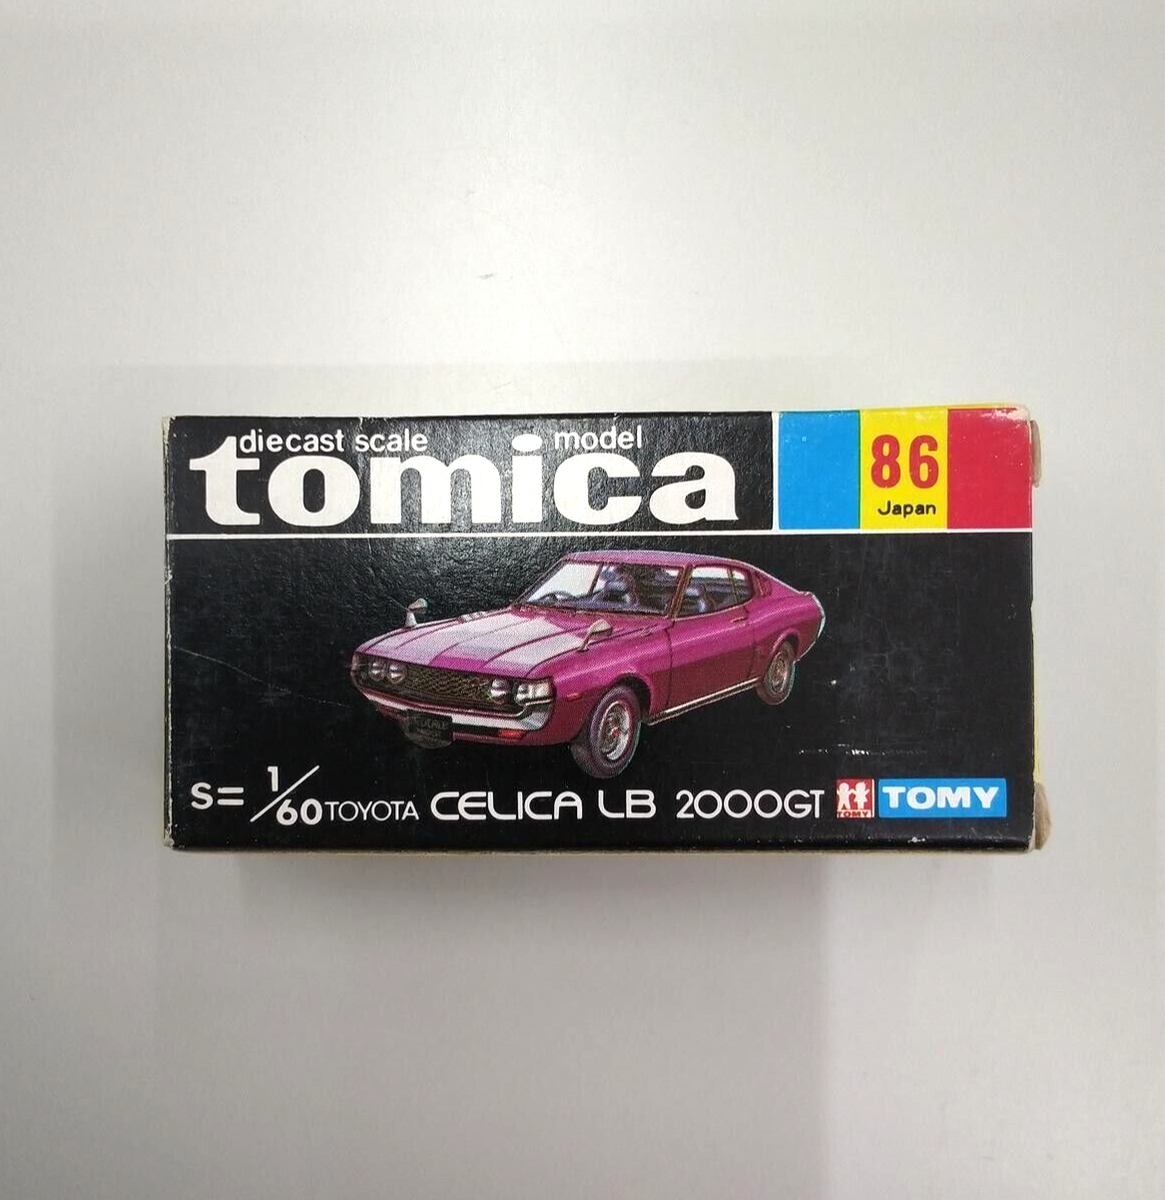 diecast scale model
tomica
86
Japan
S= 1/60 TOYOTA CELICA LB 2000GT TOMY TOMY